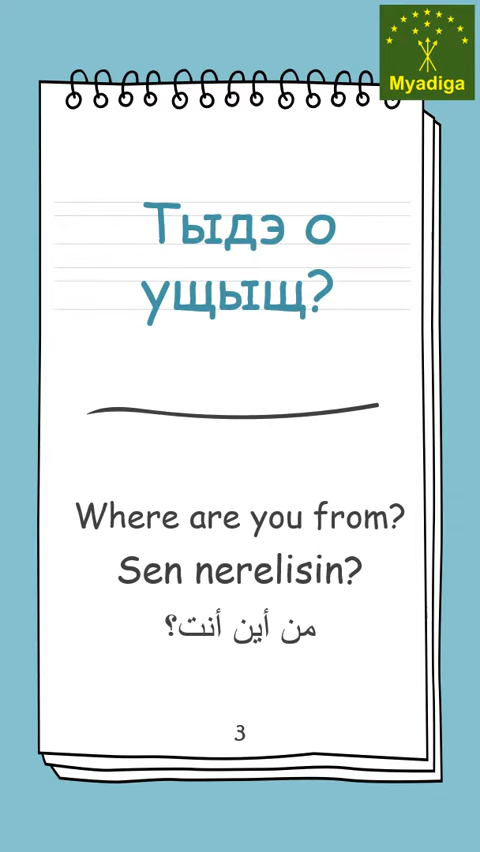 Myadiga
Тыдэ о
ущыщ?
Where are you from?
Sen nerelisin?
من أين أنت؟
3